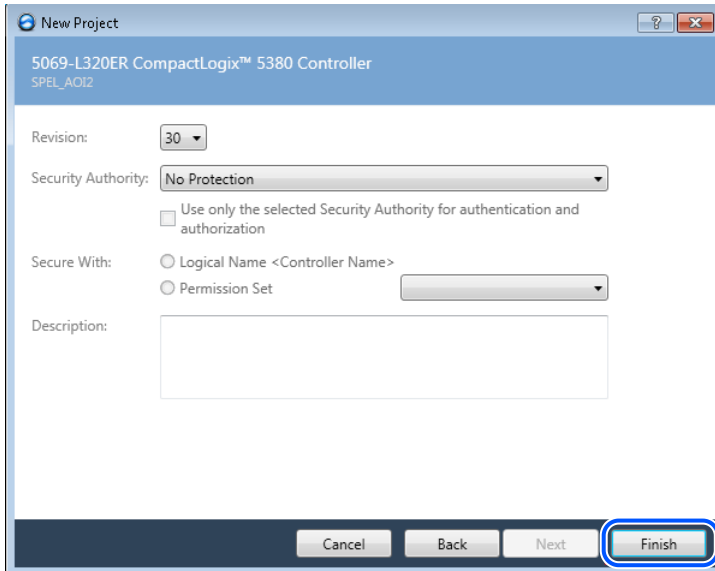 New Project
?
5069-L320ER CompactLogix™ 5380 Controller
SPEL_AOI2
Revision:
30
Security Authority:
No Protection
Use only the selected Security Authority for authentication and
authorization
Secure With:
Logical Name <Controller Name>
Permission Set
Description:
Cancel
Back
Next
Finish